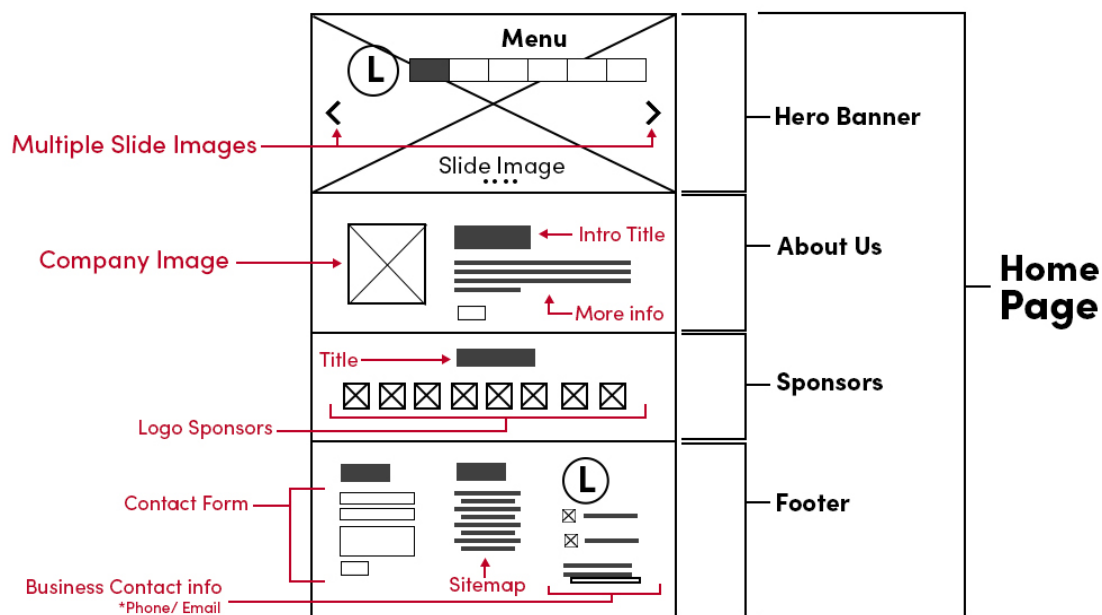 Menu
L
Multiple Slide Images
Slide Image
Hero Banner
Company Image
Intro Title
More info
About Us
Home
Page
Title
Logo Sponsors
Sponsors
L
Contact Form
Footer
Sitemap
Business Contact info
*Phone/ Email